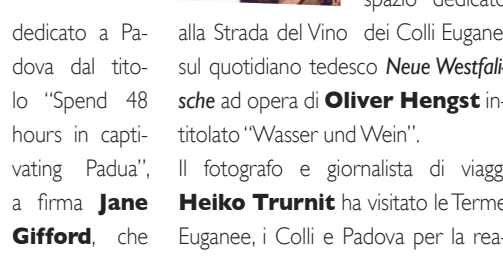 dedicato a Pa-
dova dal tito-
lo “Spend 48
hours in capti-
vating Padua”,
a firma Jane
Gifford, che
spazio dedicato
alla Strada del Vino dei Colli Eugane
sul quotidiano tedesco Neue Westfali-
sche ad opera di Oliver Hengst in-
titolato “Wasser und Wein”.
Il fotografo e giornalista di viagg
Heiko Trurnit ha visitato le Terme
Euganee, i Colli e Padova per la rea-